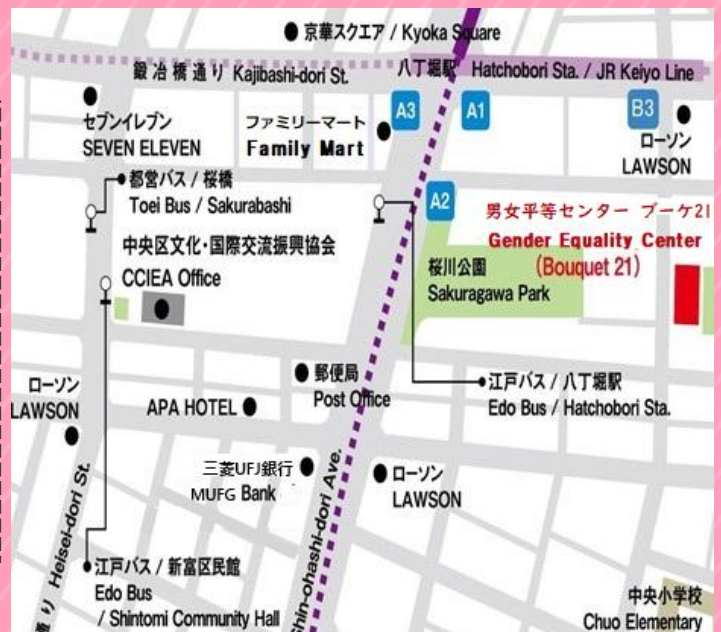 京華スクエア / Kyoka Square
鍛冶橋通り Kajibashi-dori St.
八丁堀駅 Hatchobori Sta. / JR Keiyo Line
セブンイレブン
SEVEN ELEVEN
ファミリーマート
Family Mart
A3
A1
B3
ローソン
LAWSON
都営バス / 桜橋
Toei Bus / Sakurabashi
A2
男女平等センター ブーケ21
Gender Equality Center
(Bouquet 21)
中央区文化・国際交流振興協会
CCIEA Office
桜川公園
Sakuragawa Park
郵便局
Post Office
江戸バス / 八丁堀駅
Edo Bus / Hatchobori Sta.
ローソン
LAWSON
APA HOTEL
三菱UFJ銀行
MUFG Bank
ローソン
LAWSON
通り Heisei-dori St.
Shin-ohashi-dori Ave.
江戸バス / 新富区民館
Edo Bus
/ Shintomi Community Hall
中央小学校
Chuo Elementary